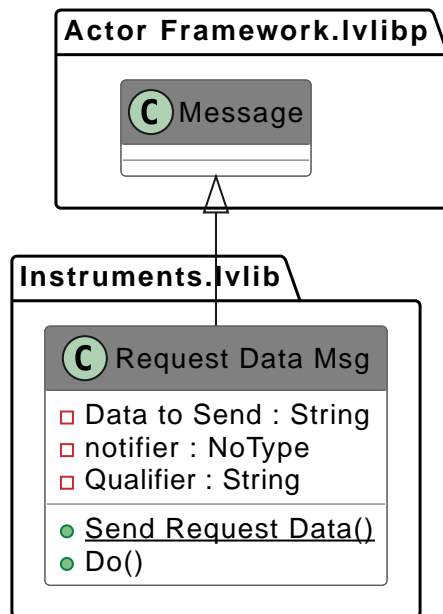 Actor Framework.lvlibp
C Message
Instruments.lvlib
C Request Data Msg
Data to Send : String
notifier : NoType
Qualifier : String
Send Request Data()
Do()